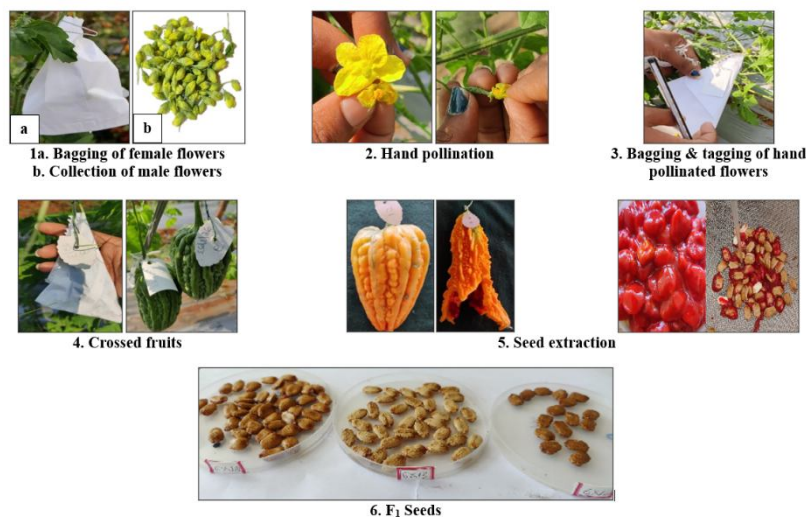 a
b
1a. Bagging of female flowers
b. Collection of male flowers
2. Hand pollination
3. Bagging & tagging of hand
pollinated flowers
4. Crossed fruits
5. Seed extraction
6. F₁ Seeds